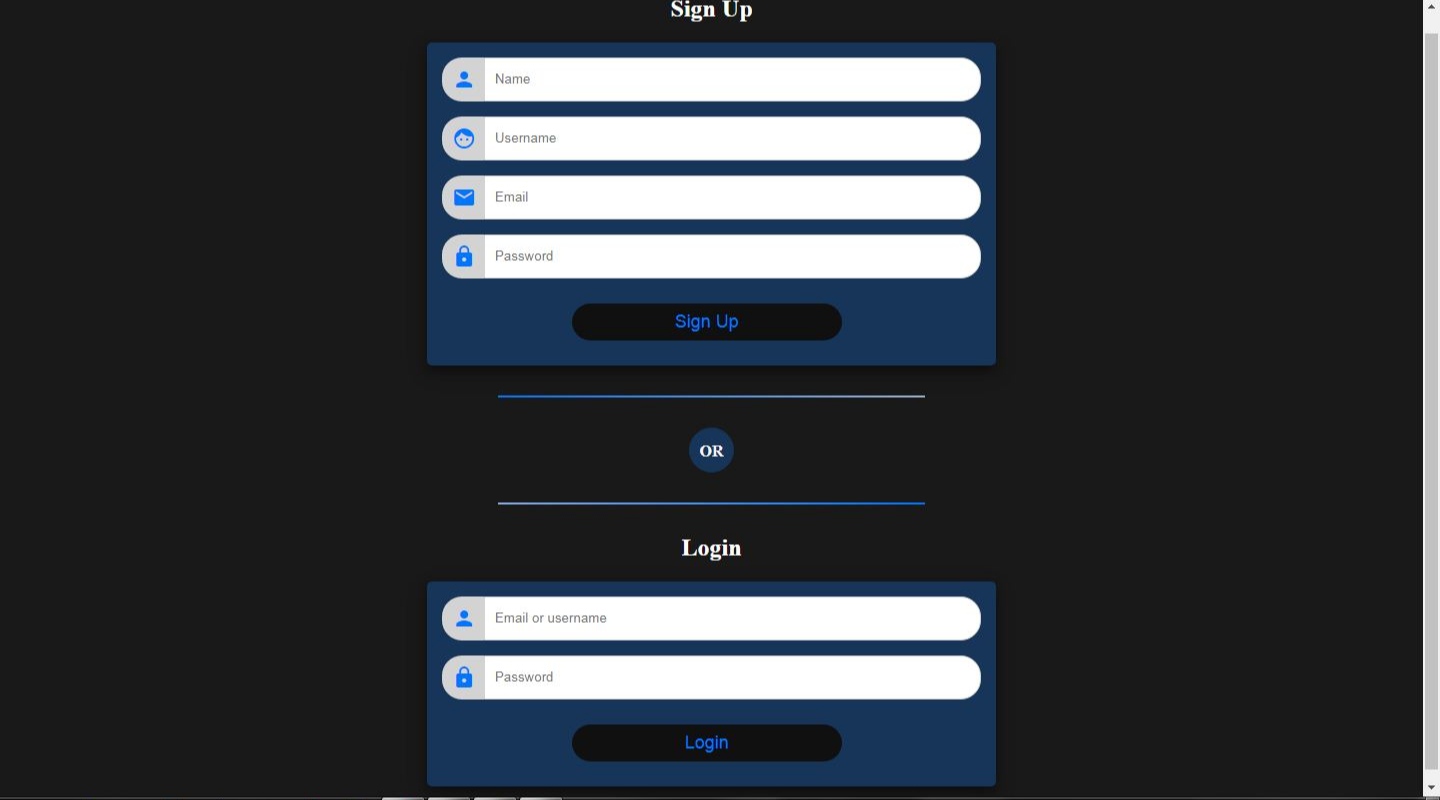 Sign Up
Name
Username
Email
Password
Sign Up
OR
Login
Email or username
Password
Login